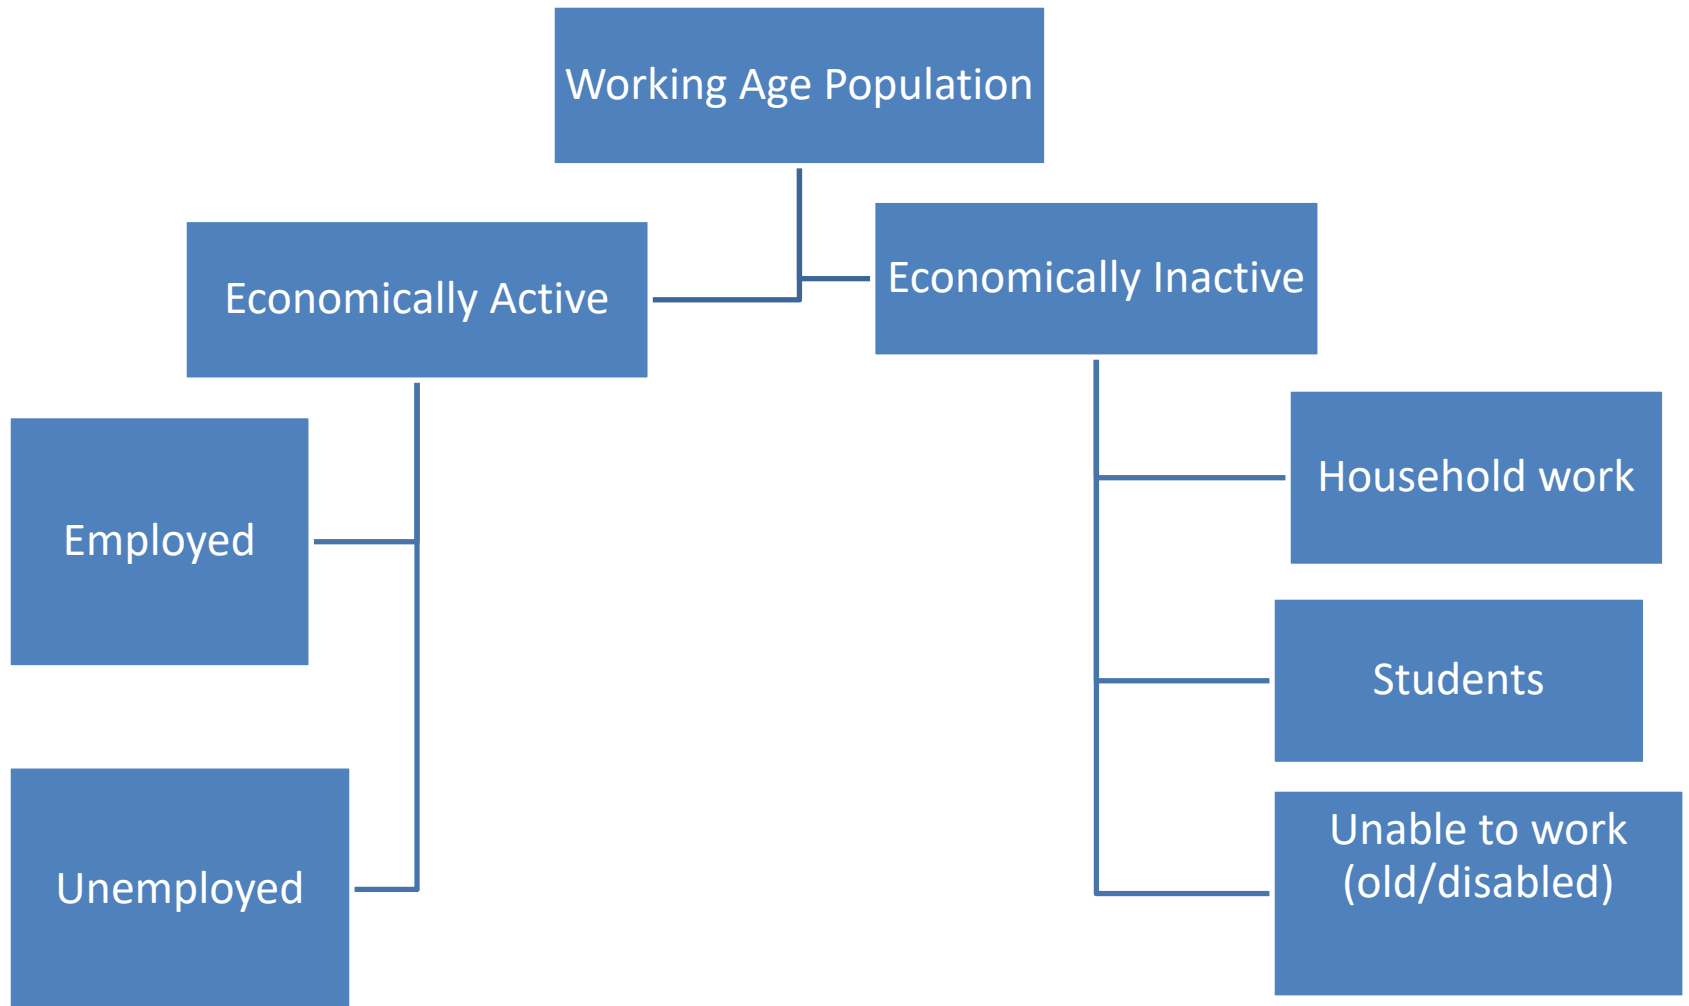 Working Age Population
Economically Active
Economically Inactive
Employed
Unemployed
Household work
Students
Unable to work
(old/disabled)